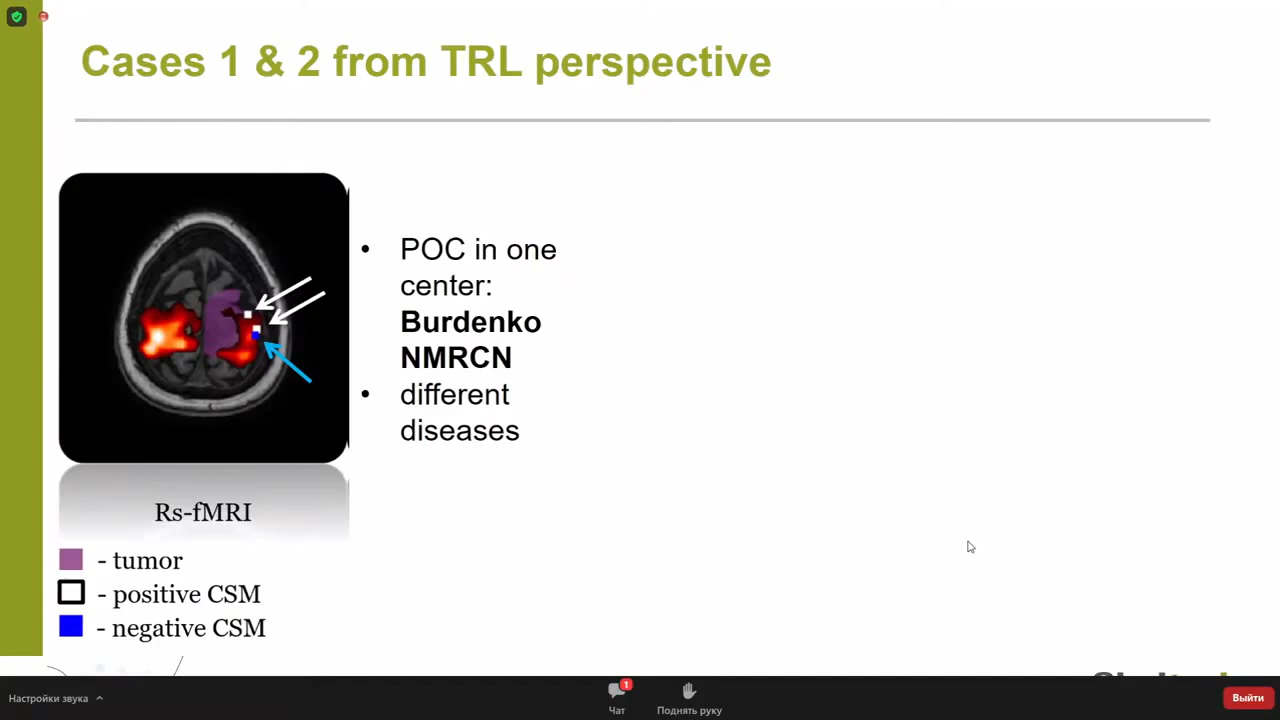 Cases 1 & 2 from TRL perspective
• POC in one
center:
Burdenko
NMRCN
• different
diseases
Rs-fMRI
- tumor
- positive CSM
- negative CSM
Настройки звука
1
Чат
Поднять руку
Выйти